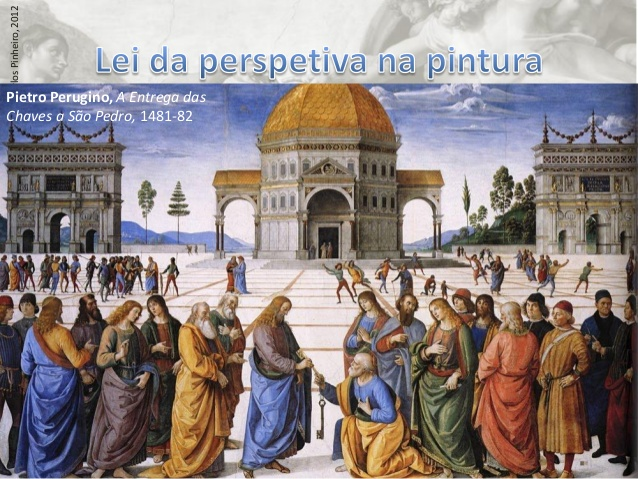 Lei da perspetiva na pintura
Pietro Perugino, A Entrega das
Chaves a São Pedro, 1481-82
Pinheiro, 2012